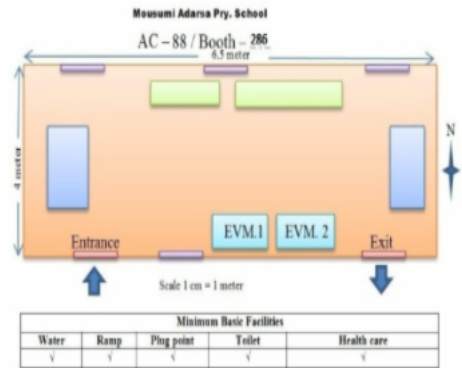 Mousumi Adarsa Pry. School
AC – 88 / Booth – 286
6.5 meter
4 meter
N
EVM.1 EVM. 2
Entrance Exit
Scale 1 cm = 1 meter
Minimum Basic Facilities
Water Ramp Plug point Toilet Health care
√ √ √ √ √